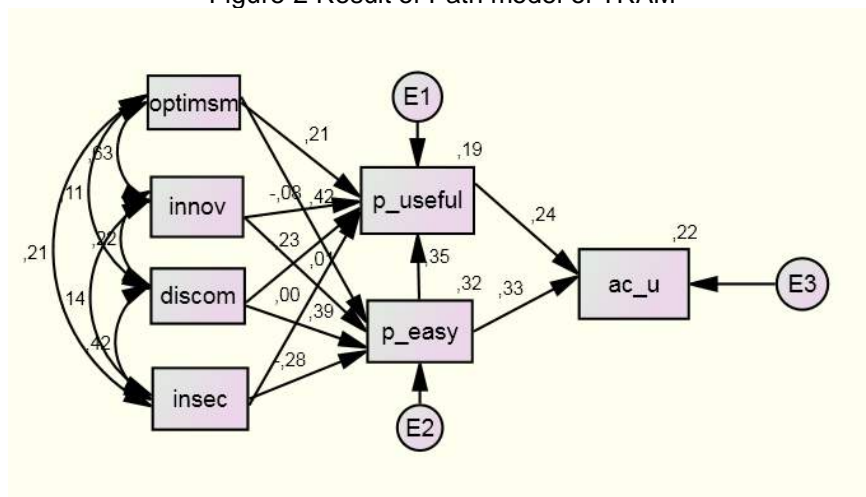 Figure 2 Result of Path model of TRAM
E1
optimsm
,21
,19
,63
-,08
,42
p_useful
,11
innov
,24
,22
,23
,22
,21
,0
,35
ac_u
E3
discom
,00
,32
,33
14
,39
p_easy
,42
-,28
insec
E2